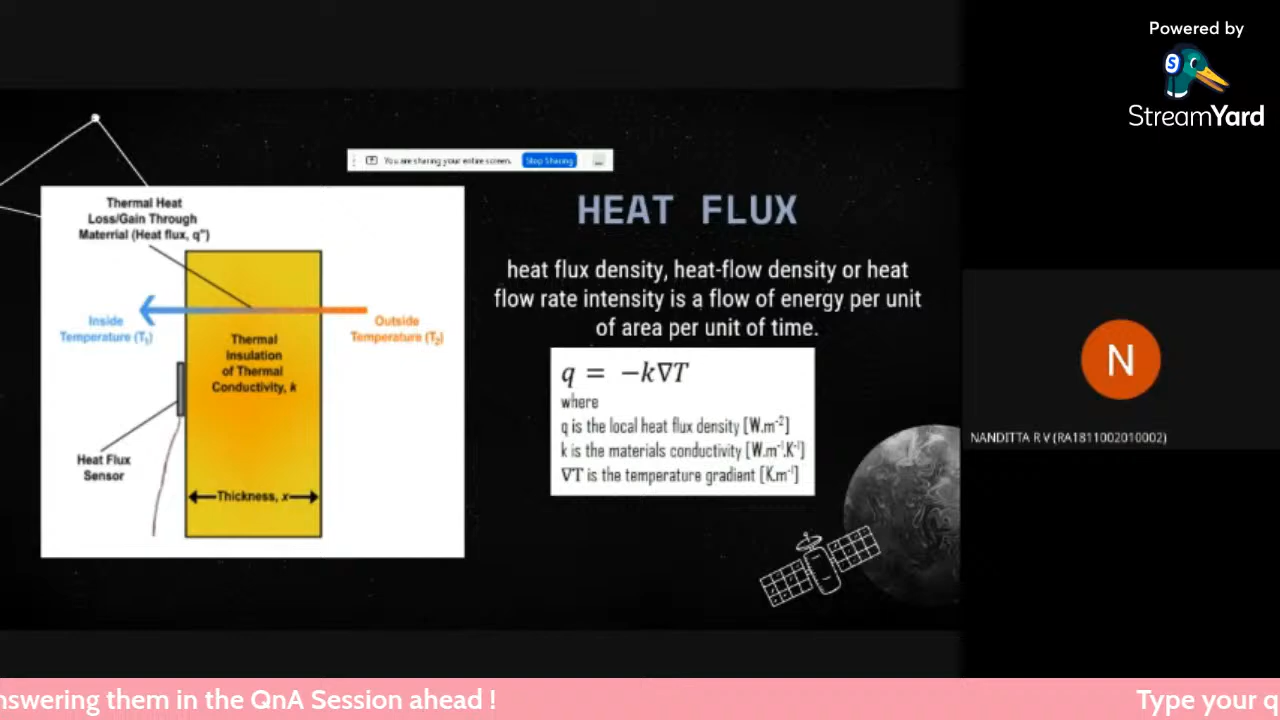 Powered by
S
StreamYard
You are sharing your entire screen.
Stop Sharing
Thermal Heat
Loss/Gain Through
Materrial (Heat flux, q")
Inside
Temperature (T₁)
Outside
Temperature (T₂)
Thermal
Insulation
of Thermal
Conductivity, k
Heat Flux
Sensor
Thickness, x
HEAT FLUX
heat flux density, heat-flow density or heat
flow rate intensity is a flow of energy per unit
of area per unit of time.
q = −k∇T
where
q is the local heat flux density [W.m⁻²]
k is the materials conductivity [W.m⁻¹.K⁻¹]
∇T is the temperature gradient [K.m⁻¹]
N
NANDITTA R V (RA1811002010002)
nswering them in the QnA Session ahead !
Type your q